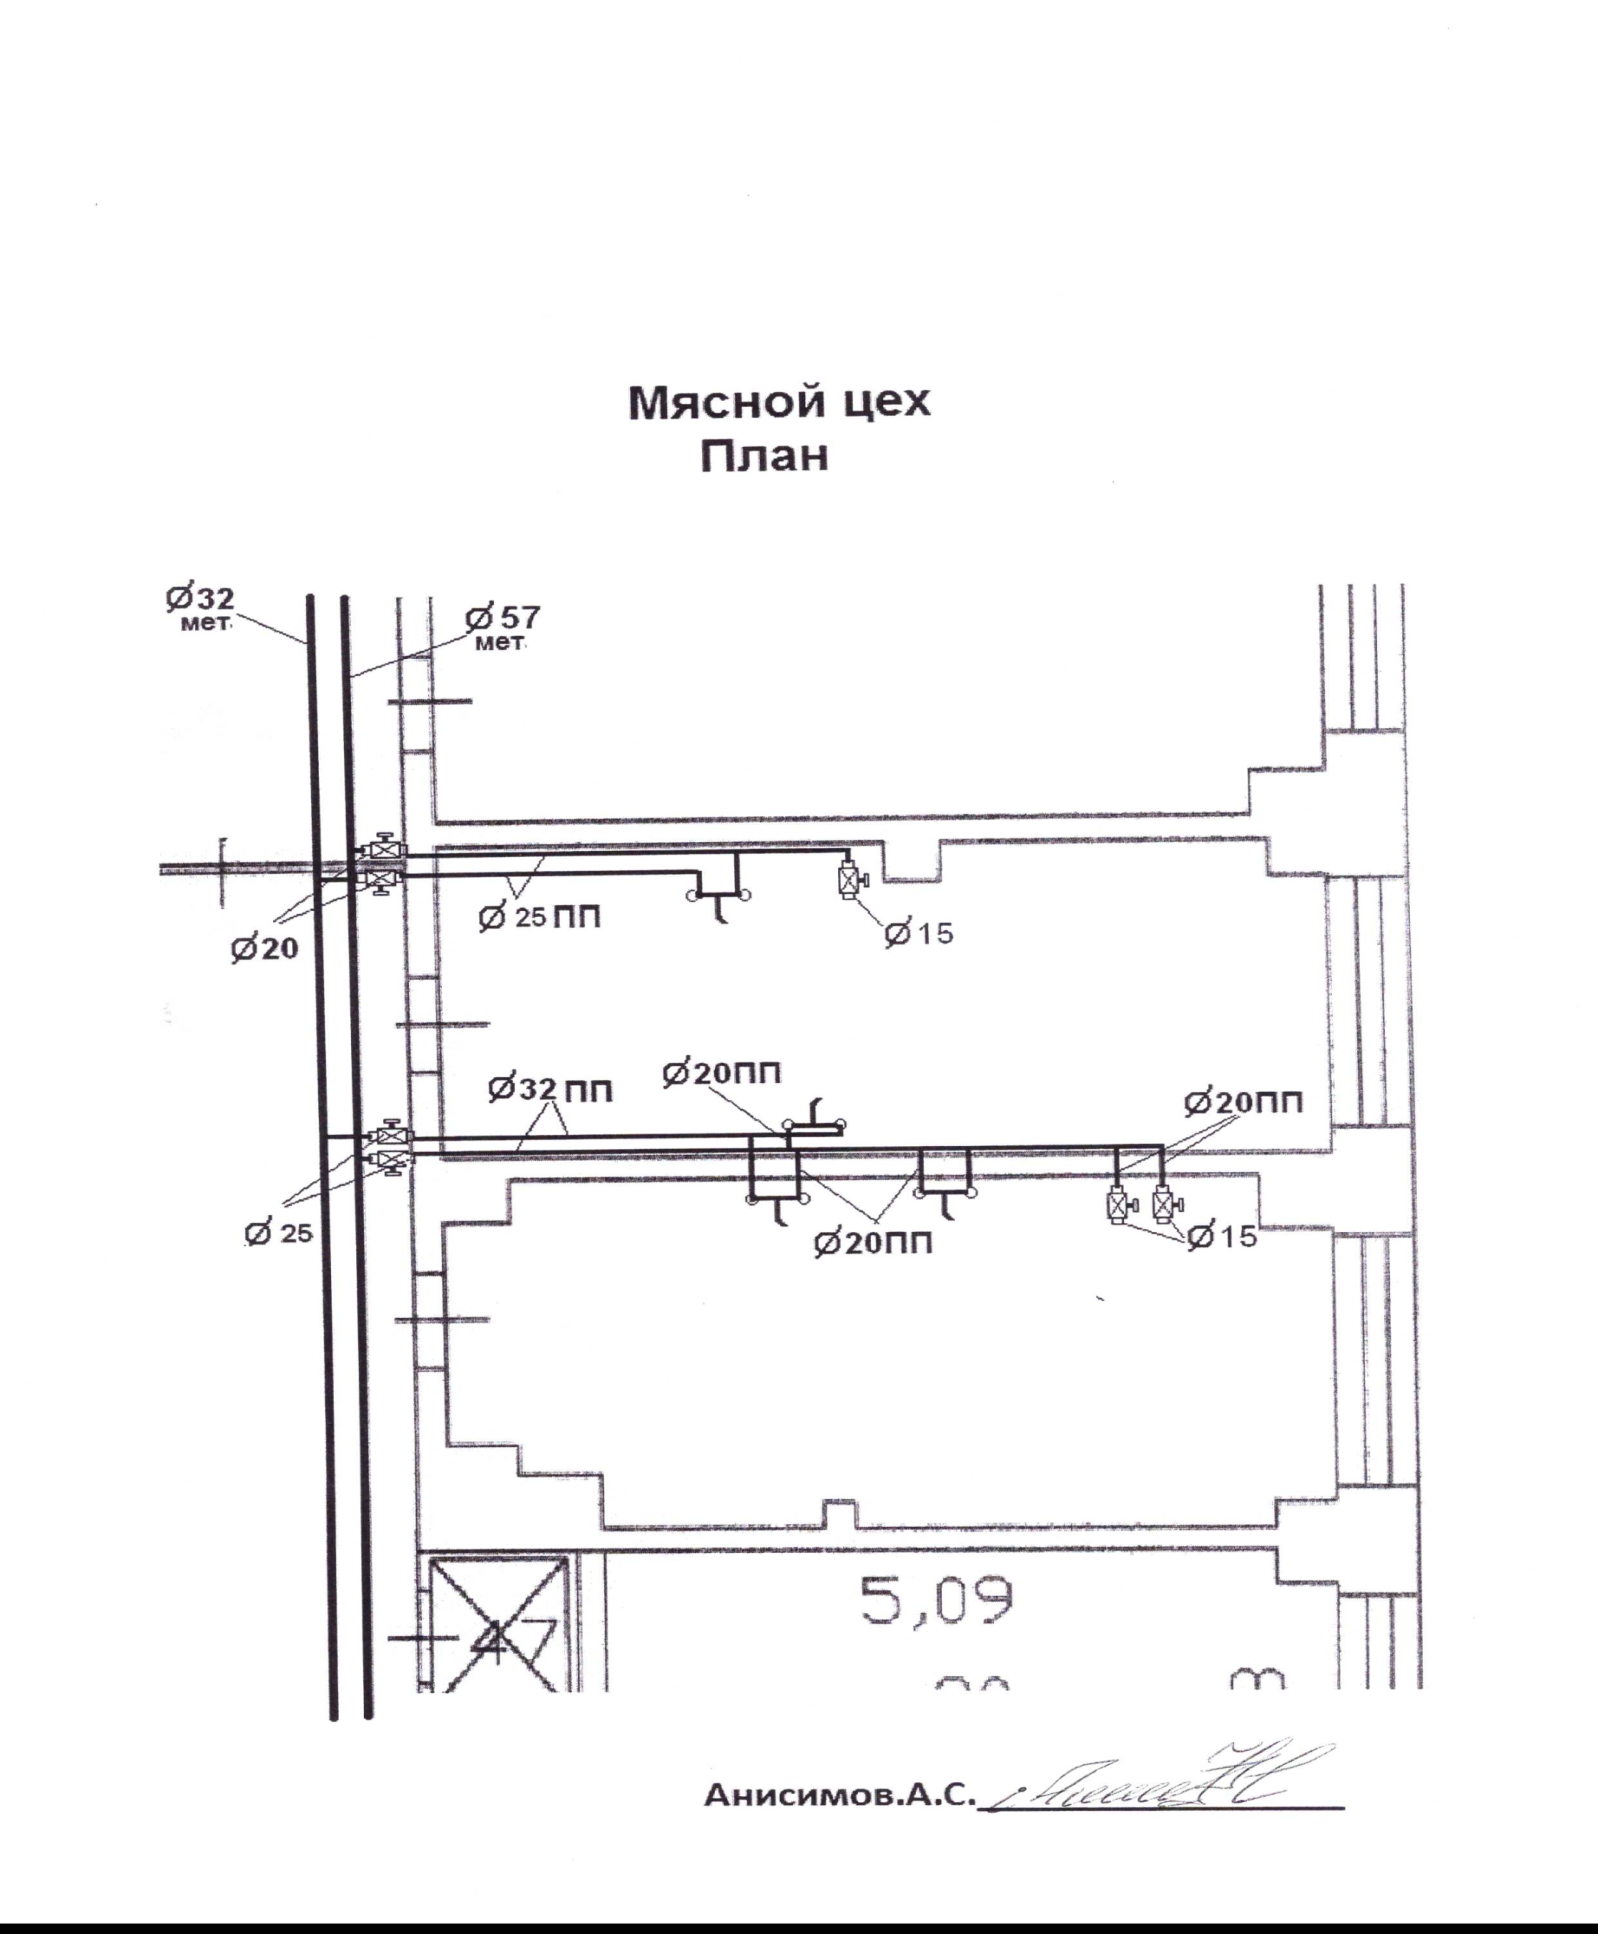 Мясной цех
План
Ø32
мет.
Ø57
мет.
Ø 25 ПП
Ø15
Ø20
Ø32 ПП
Ø20ПП
Ø20ПП
Ø 25
Ø20ПП
Ø15
5,09
47
Анисимов.А.С.